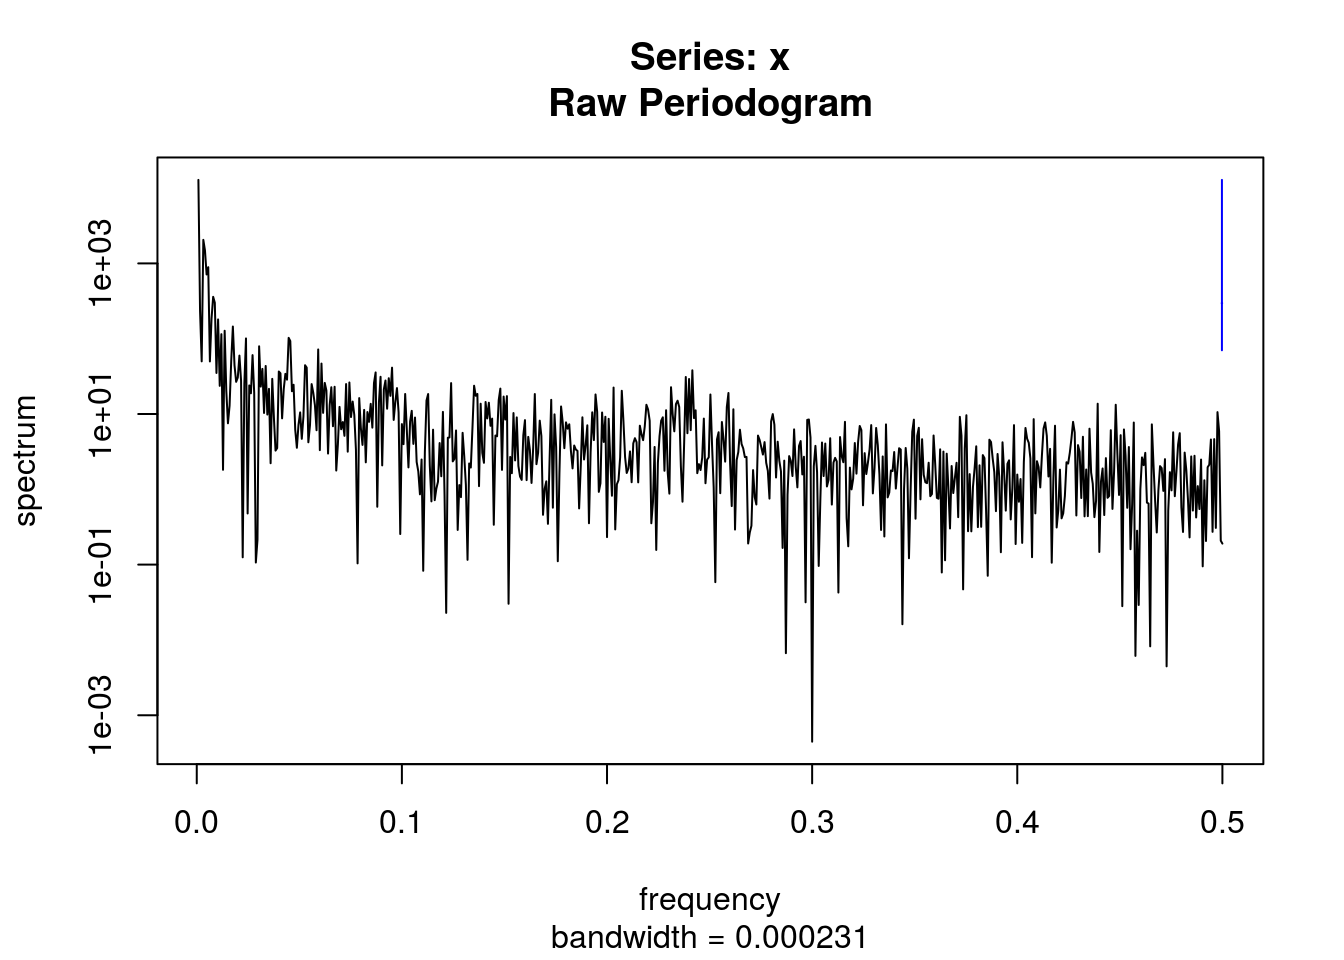 Series: x
Raw Periodogram
spectrum
1e+03
1e+01
1e-01
1e-03
0.0 0.1 0.2 0.3 0.4 0.5
frequency
bandwidth = 0.000231